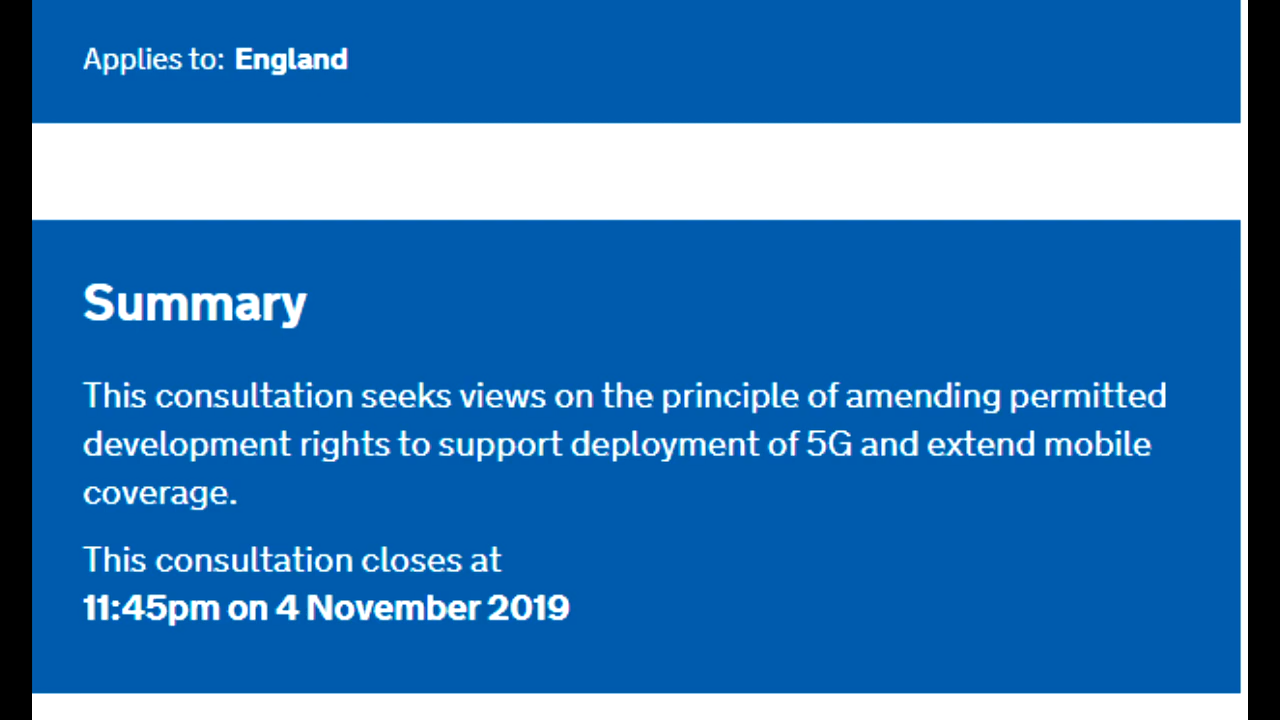 Applies to: England
Summary
This consultation seeks views on the principle of amending permitted
development rights to support deployment of 5G and extend mobile
coverage.
This consultation closes at
11:45pm on 4 November 2019